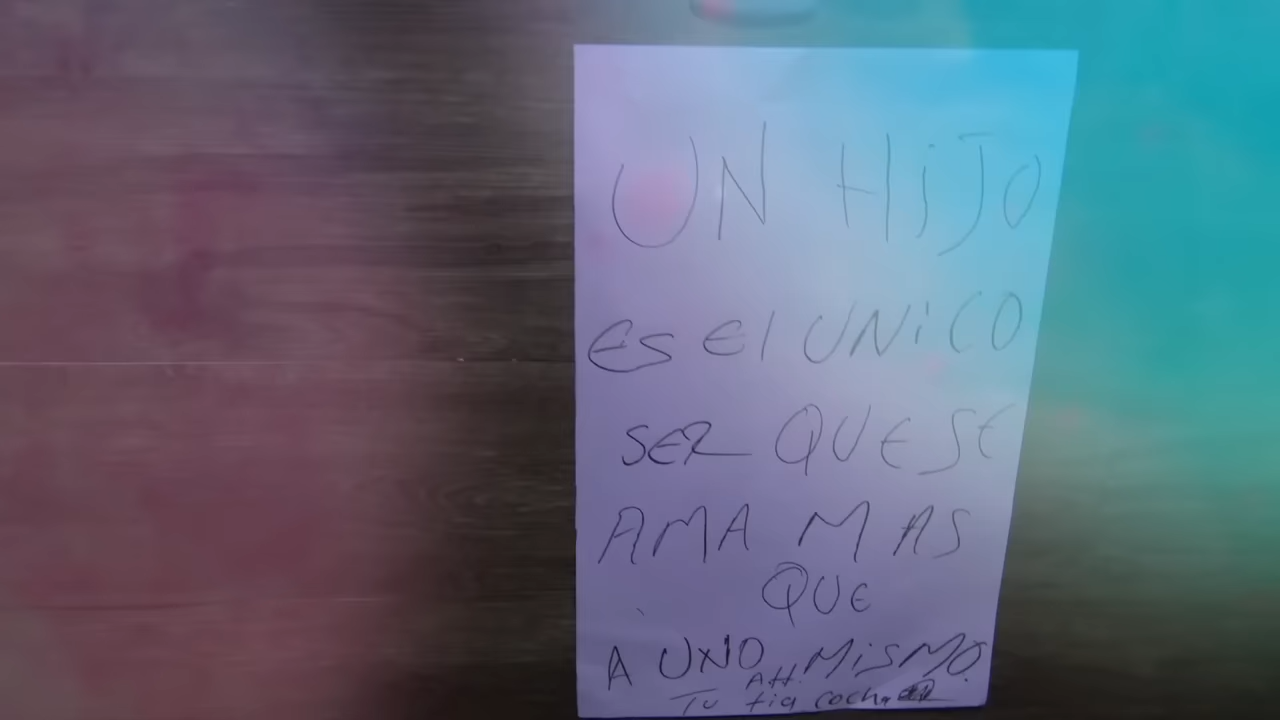 UN HiJO
ES El UNiCO
SER QUE SE
AMA MAS
QUE
A UNO MiSMO.
Att.
Tu tia